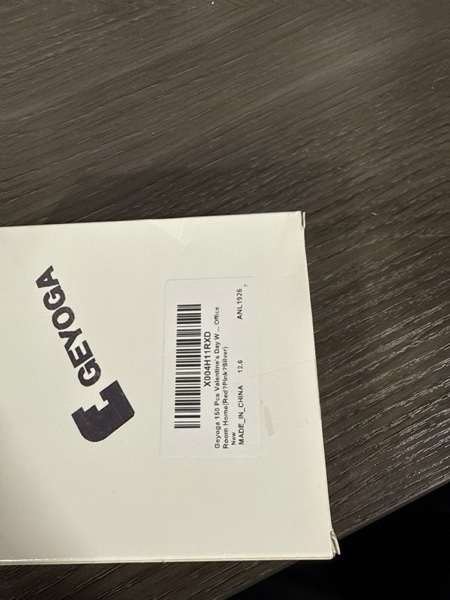 GEYOGA
X004H11RXD
Geyoga 150 Pcs Valentine's Day W ... Office
Room Home(Red?Pink?Silver)
New
MADE_IN_CHINA 12.6 ANL1926
?